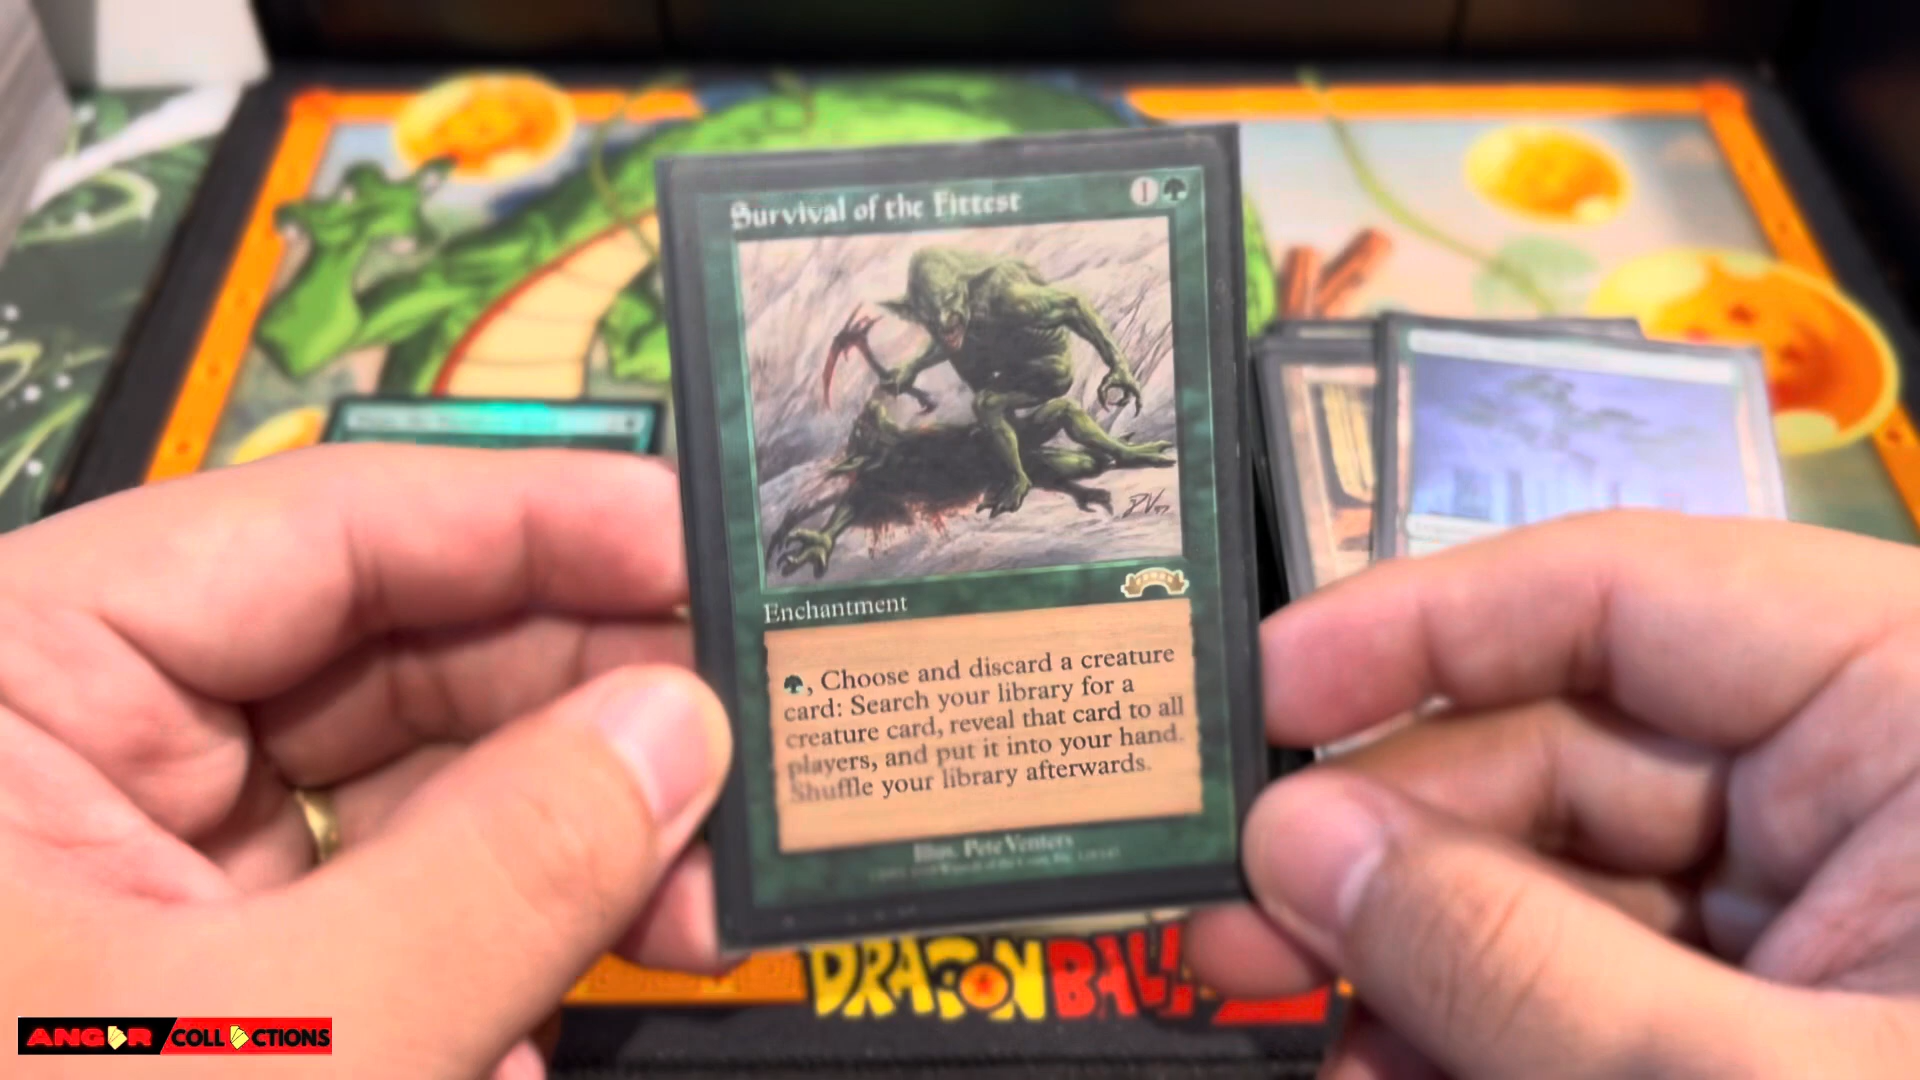 Survival of the Fittest 1
Enchantment
, Choose and discard a creature
card: Search your library for a
creature card, reveal that card to all
players, and put it into your hand.
Shuffle your library afterwards.
Illus. Pete Venters
DRAGON BALL
ANGOR COLLECTIONS